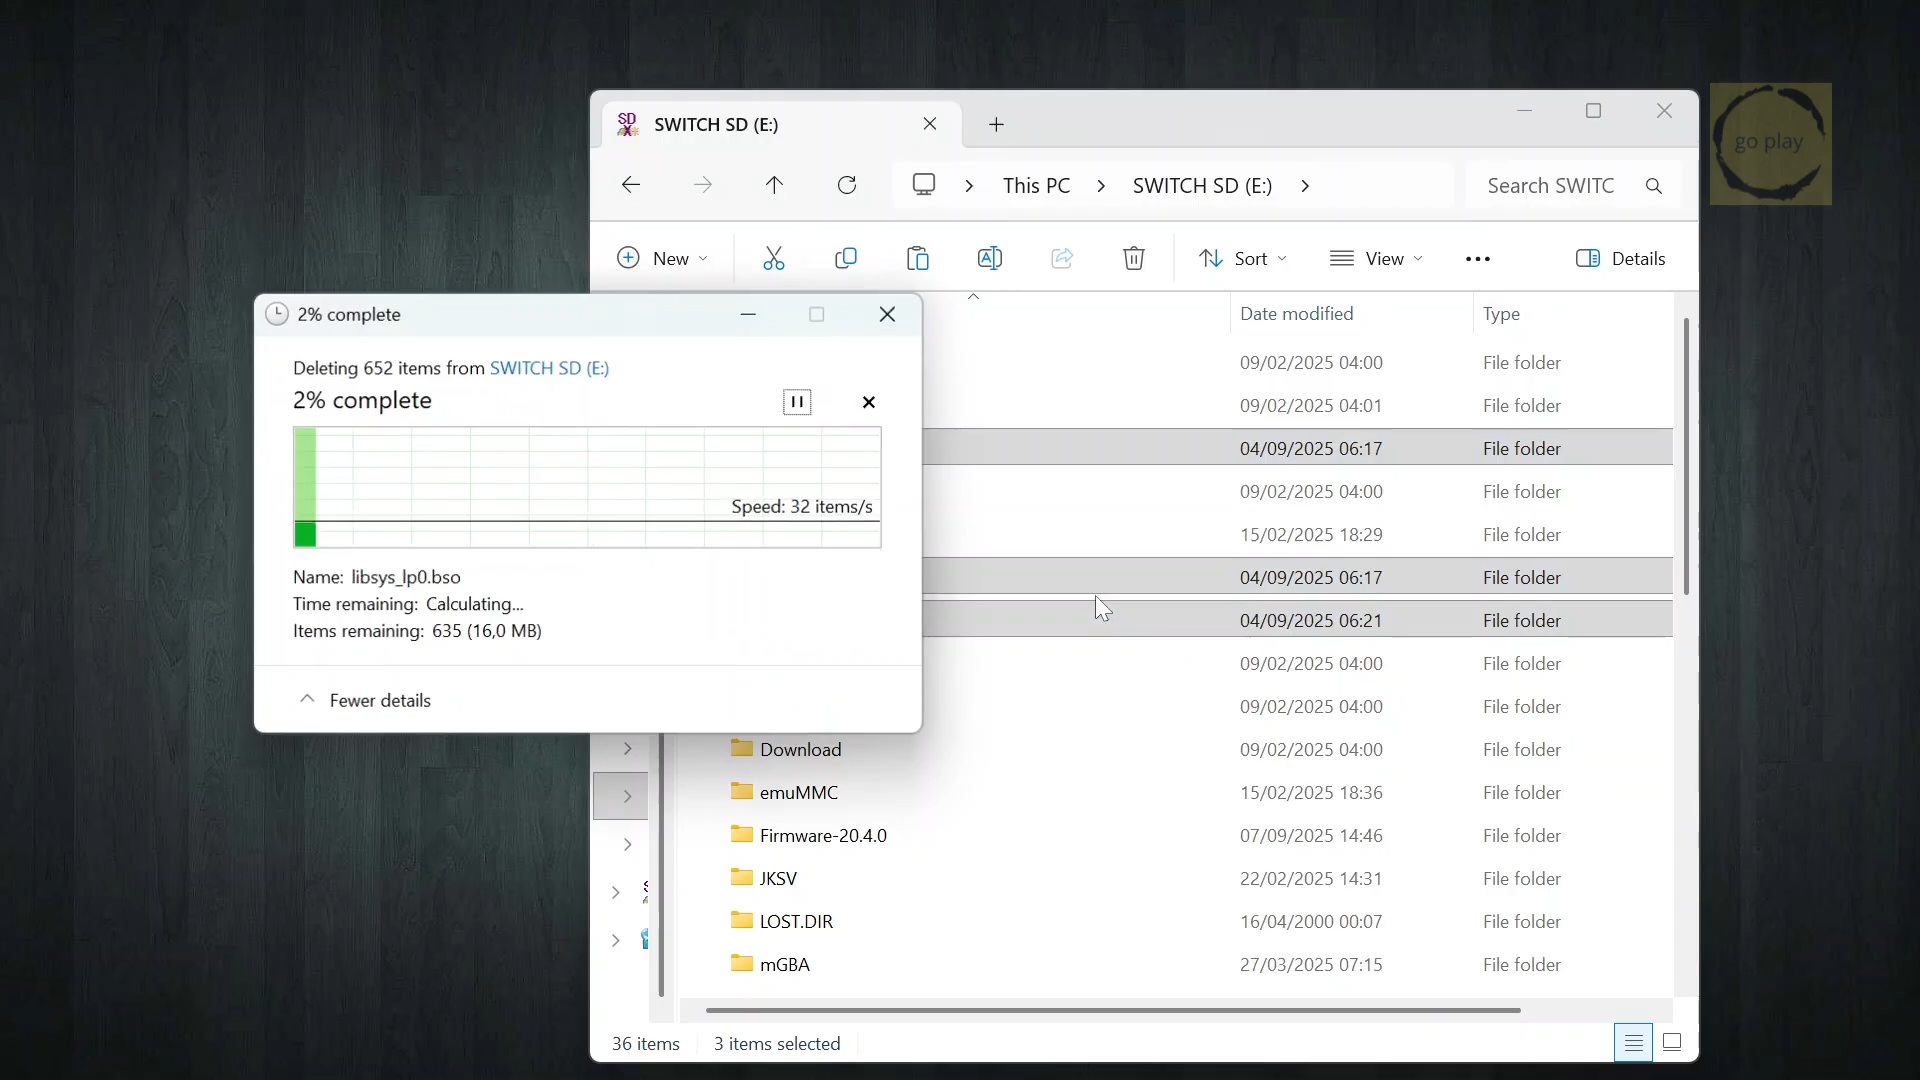 SWITCH SD (E:)
go play
This PC
SWITCH SD (E:)
Search SWITC
New
Sort
View
Details
2% complete
Date modified
Type
Deleting 652 items from SWITCH SD (E:)
2% complete
Speed: 32 items/s
Name: libsys_lp0.bso
Time remaining: Calculating...
Items remaining: 635 (16,0 MB)
Fewer details
09/02/2025 04:00 File folder
09/02/2025 04:01 File folder
04/09/2025 06:17 File folder
09/02/2025 04:00 File folder
15/02/2025 18:29 File folder
04/09/2025 06:17 File folder
04/09/2025 06:21 File folder
09/02/2025 04:00 File folder
09/02/2025 04:00 File folder
Download 09/02/2025 04:00 File folder
emuMMC 15/02/2025 18:36 File folder
Firmware-20.4.0 07/09/2025 14:46 File folder
JKSV 22/02/2025 14:31 File folder
LOST.DIR 16/04/2000 00:07 File folder
mGBA 27/03/2025 07:15 File folder
36 items
3 items selected